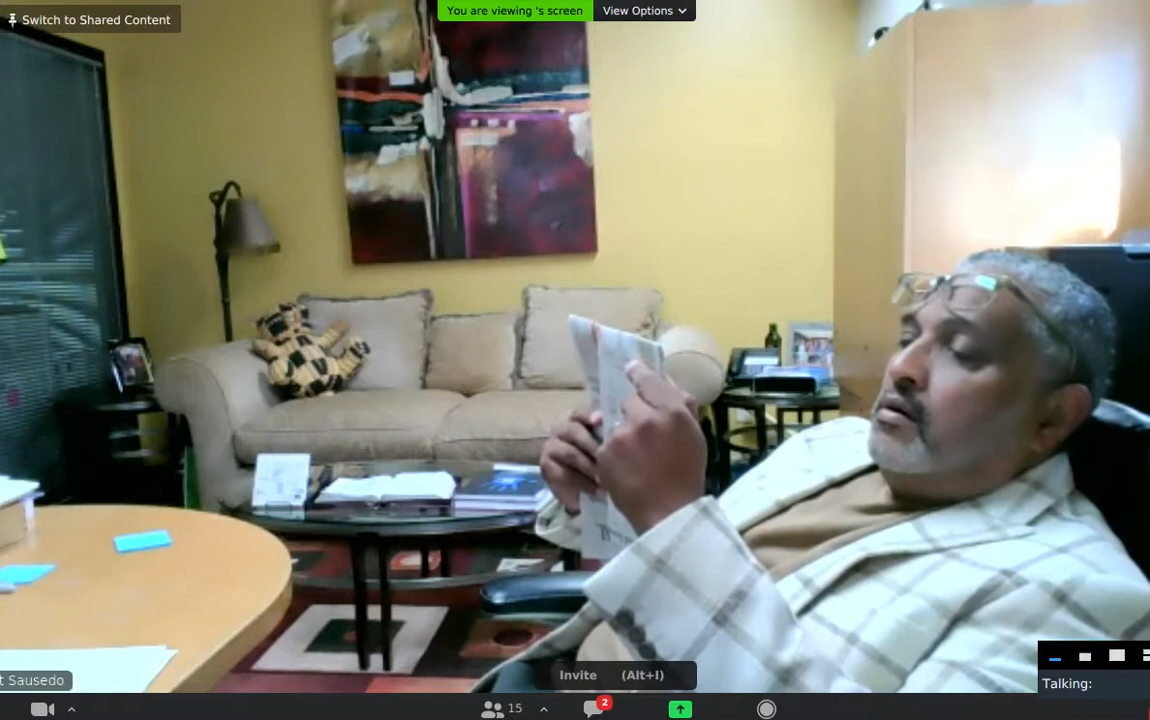 Switch to Shared Content
You are viewing 's screen
View Options
t Sausedo
Invite (Alt+I)
Talking:
15
2